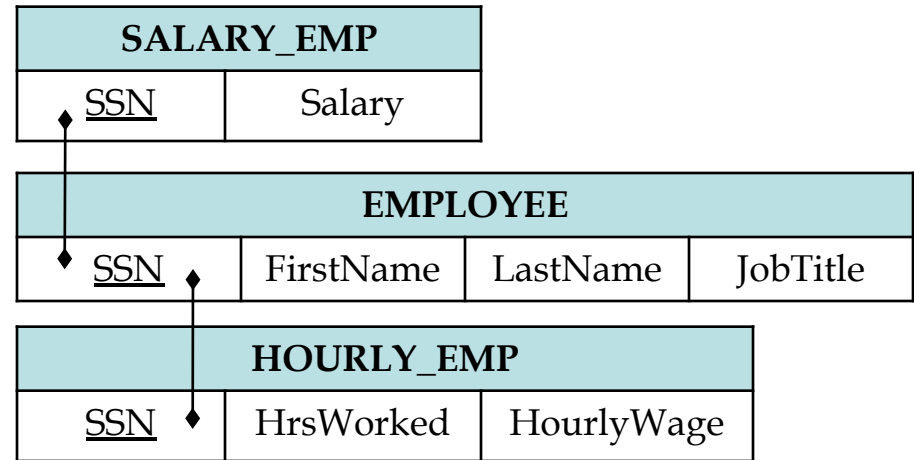 SALARY_EMP
SSN Salary
EMPLOYEE
SSN FirstName LastName JobTitle
HOURLY_EMP
SSN HrsWorked HourlyWage